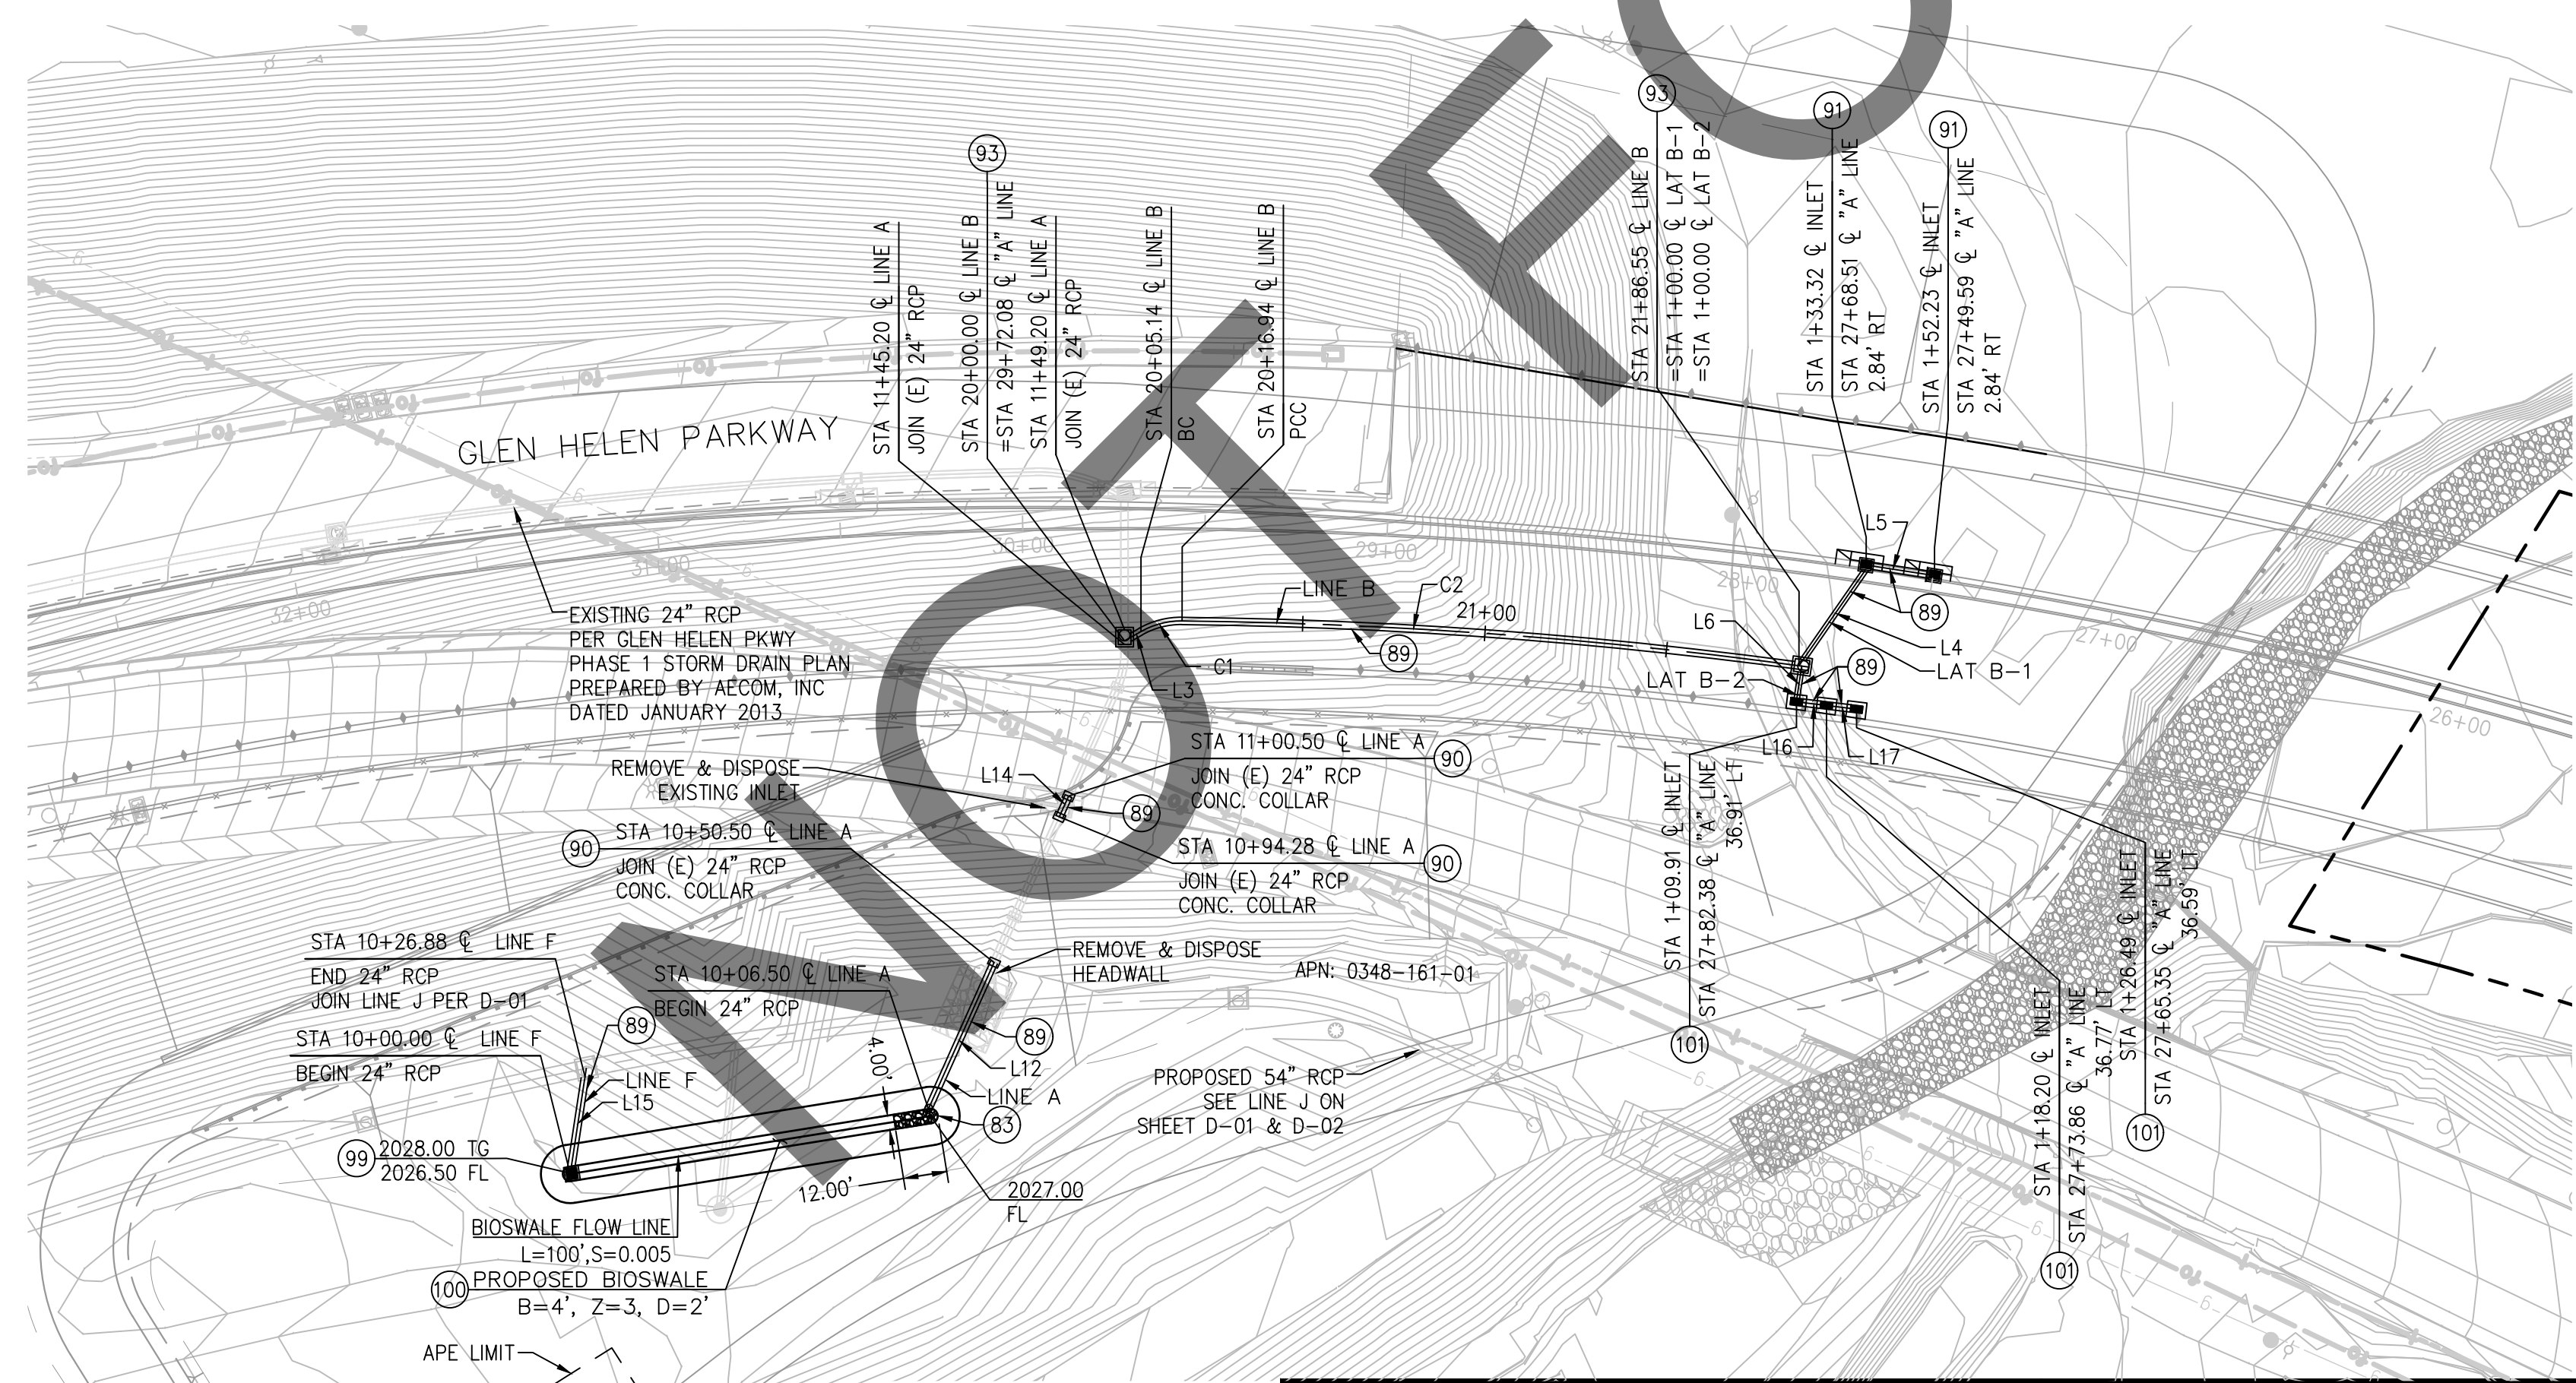 93
STA 21+86.55 ℄ LINE B
=STA 1+00.00 ℄ LAT B-1
=STA 1+00.00 ℄ LAT B-2
91
STA 1+33.32 ℄ INLET
STA 27+68.51 ℄ "A" LINE
2.84' RT
91
STA 1+52.23 ℄ INLET
STA 27+49.59 ℄ "A" LINE
2.84' RT
STA 11+45.20 ℄ LINE A
JOIN (E) 24" RCP
93
STA 20+00.00 ℄ LINE B
=STA 29+72.08 ℄ "A" LINE
STA 11+49.20 ℄ LINE A
JOIN (E) 24" RCP
STA 20+05.14 ℄ LINE B
BC
STA 20+16.94 ℄ LINE B
PCC
GLEN HELEN PARKWAY
32+00
31+00
30+00
29+00
28+00
27+00
26+00
EXISTING 24" RCP
PER GLEN HELEN PKWY
PHASE 1 STORM DRAIN PLAN
PREPARED BY AECOM, INC
DATED JANUARY 2013
LINE B
C2
21+00
89
C1
L3
L5
89
L6
L4
89
LAT B-1
LAT B-2
L16
L17
REMOVE & DISPOSE
EXISTING INLET
L14
89
STA 11+00.50 ℄ LINE A
90
JOIN (E) 24" RCP
CONC. COLLAR
90
STA 10+50.50 ℄ LINE A
JOIN (E) 24" RCP
CONC. COLLAR
STA 10+94.28 ℄ LINE A
90
JOIN (E) 24" RCP
CONC. COLLAR
STA 10+26.88 ℄ LINE F
END 24" RCP
JOIN LINE J PER D-01
STA 10+00.00 ℄ LINE F
BEGIN 24" RCP
STA 10+06.50 ℄ LINE A
BEGIN 24" RCP
REMOVE & DISPOSE
HEADWALL
APN: 0348-161-01
89
LINE F
L15
4.00'
89
L12
LINE A
83
99
2028.00 TG
2026.50 FL
12.00'
2027.00
FL
BIOSWALE FLOW LINE
L=100',S=0.005
100
PROPOSED BIOSWALE
B=4', Z=3, D=2'
APE LIMIT
PROPOSED 54" RCP
SEE LINE J ON
SHEET D-01 & D-02
STA 1+09.91 ℄ INLET
STA 27+82.38 ℄ "A" LINE
36.91' LT
101
STA 1+18.20 ℄ INLET
STA 27+73.86 ℄ "A" LINE
36.77' LT
101
STA 1+26.49 ℄ INLET
STA 27+65.35 ℄ "A" LINE
36.59' LT
101
NOT FO